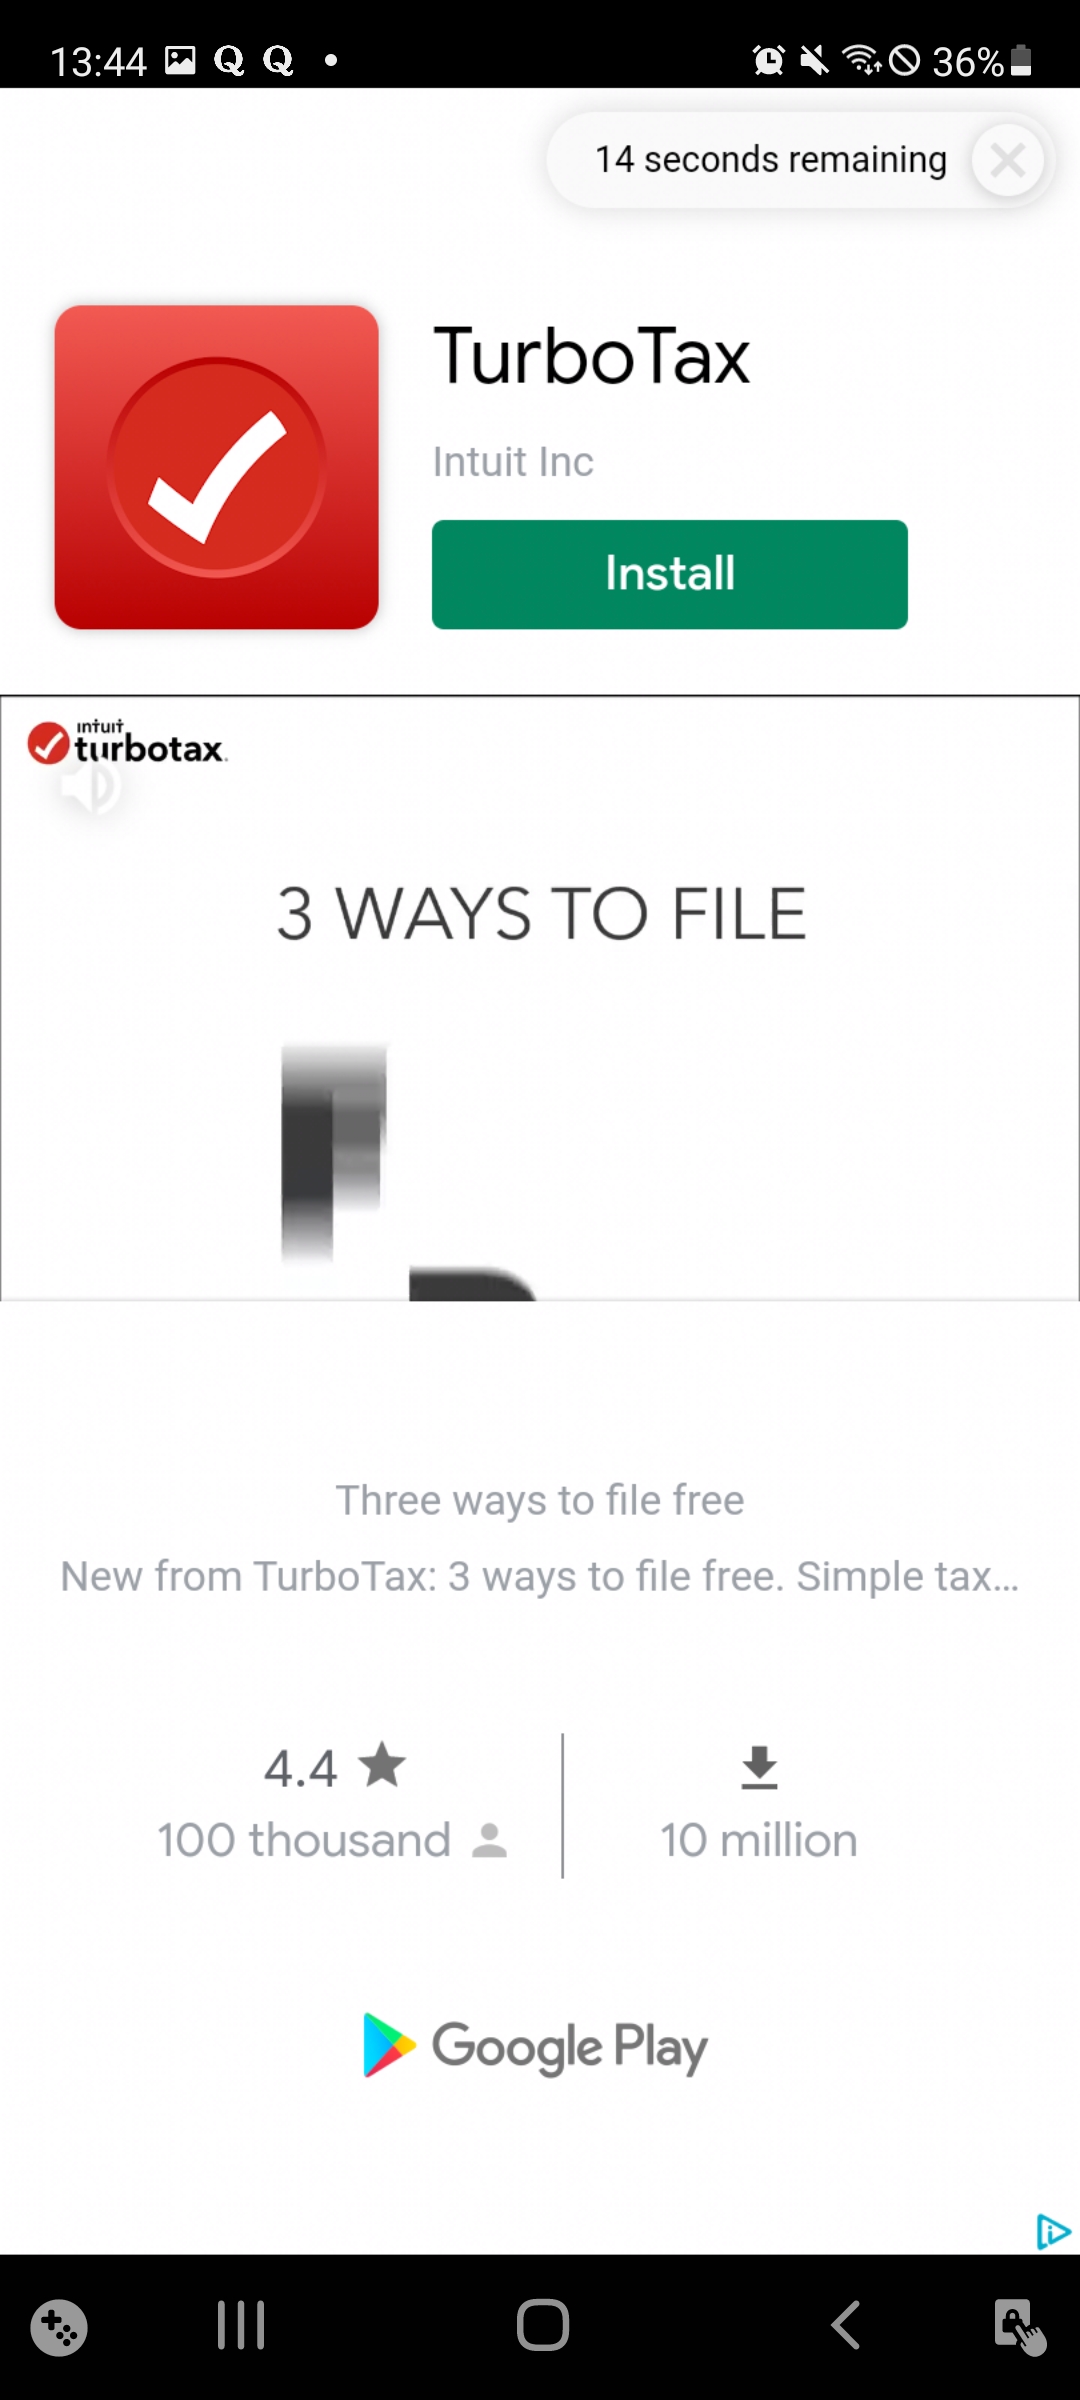 13:44
36%
14 seconds remaining
TurboTax
Intuit Inc
Install
intuit
turbotax.
3 WAYS TO FILE
Three ways to file free
New from TurboTax: 3 ways to file free. Simple tax...
4.4
100 thousand
10 million
Google Play